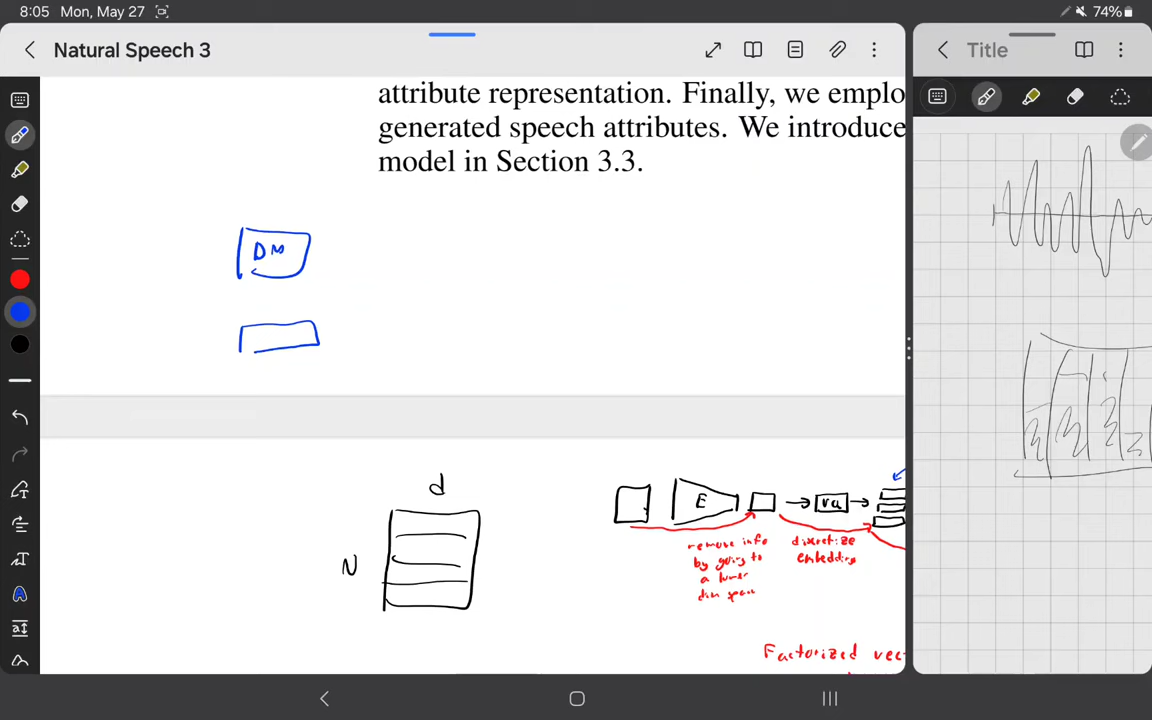 8:05 Mon, May 27
74%
Natural Speech 3
Title
attribute representation. Finally, we emplo
generated speech attributes. We introduce
model in Section 3.3.
DM
d
N
E
VQ
remove info
by going to
a lower
dim space
discretize
embedding
Factorized vec